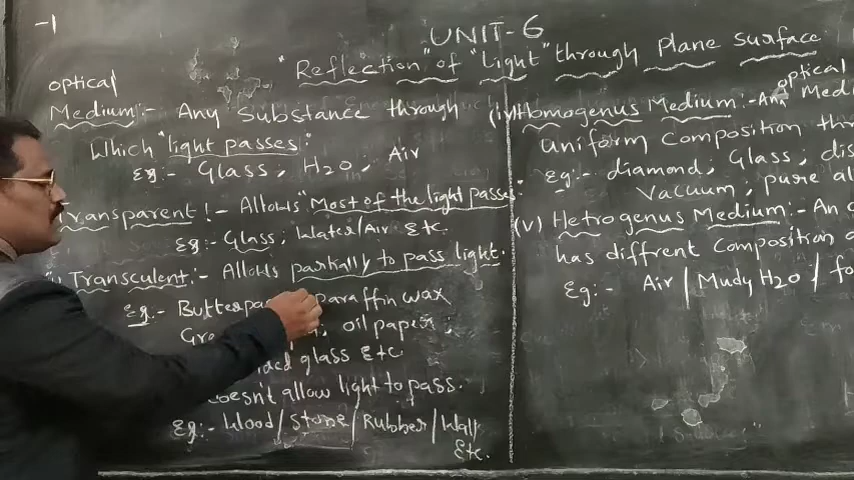 -1
UNIT-6
"Reflection" of "Light" through plane surface
optical
Medium:- Any Substance through
Which "light passes".
Eg:- Glass; H2O; Air
Transparent!- Allows "Most of the light passes."
Eg:- Glass; Water/Air Etc.
Transculent:- Allows partially to pass light.
Eg:- paraffin wax
oil paper;
glass Etc
Doesn't allow light to pass.
Eg:- Wood/Stone/Rubber/Wall
Etc.
optical
(iv) Homogenus Medium:- Any Medi
Uniform Composition thr
Eg:- diamond; Glass; dis
Vacuum; pure al
(v) Hetrogenus Medium:- An
has diffrent Composition
Eg:- Air/Mudy H2O/fo